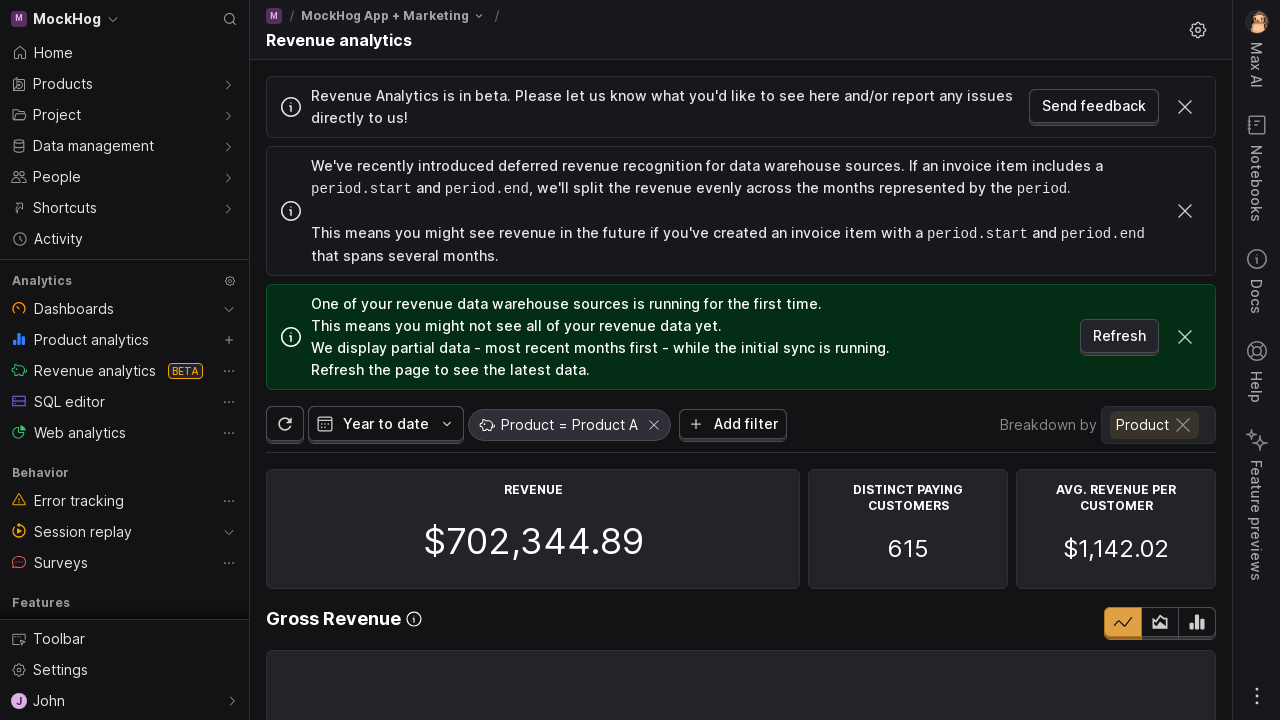 M MockHog
Home
Products
Project
Data management
People
Shortcuts
Activity
Analytics
Dashboards
Product analytics
Revenue analytics BETA
SQL editor
Web analytics
Behavior
Error tracking
Session replay
Surveys
Features
Toolbar
Settings
J John
M / MockHog App + Marketing /
Revenue analytics
Revenue Analytics is in beta. Please let us know what you'd like to see here and/or report any issues
directly to us!
Send feedback
We've recently introduced deferred revenue recognition for data warehouse sources. If an invoice item includes a
period.start and period.end, we'll split the revenue evenly across the months represented by the period.
This means you might see revenue in the future if you've created an invoice item with a period.start and period.end
that spans several months.
One of your revenue data warehouse sources is running for the first time.
This means you might not see all of your revenue data yet.
We display partial data - most recent months first - while the initial sync is running.
Refresh the page to see the latest data.
Refresh
Year to date
Product = Product A
Add filter
Breakdown by Product
REVENUE
$702,344.89
DISTINCT PAYING
CUSTOMERS
615
AVG. REVENUE PER
CUSTOMER
$1,142.02
Gross Revenue
Max AI
Notebooks
Docs
Help
Feature previews